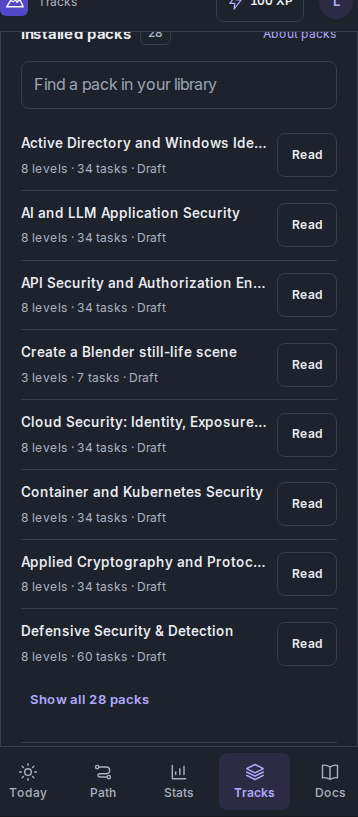 Tracks
100 XP
L
Installed packs 28
About packs
Find a pack in your library
Active Directory and Windows Ide...
8 levels · 34 tasks · Draft
Read
AI and LLM Application Security
8 levels · 34 tasks · Draft
Read
API Security and Authorization En...
8 levels · 34 tasks · Draft
Read
Create a Blender still-life scene
3 levels · 7 tasks · Draft
Read
Cloud Security: Identity, Exposure...
8 levels · 34 tasks · Draft
Read
Container and Kubernetes Security
8 levels · 34 tasks · Draft
Read
Applied Cryptography and Protoc...
8 levels · 34 tasks · Draft
Read
Defensive Security & Detection
8 levels · 60 tasks · Draft
Read
Show all 28 packs
Today
Path
Stats
Tracks
Docs